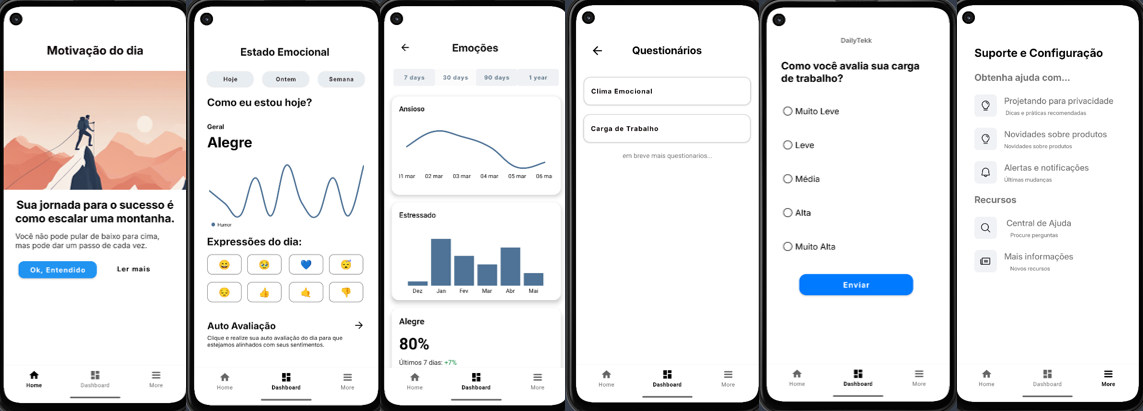 Motivação do dia
Sua jornada para o sucesso é
como escalar uma montanha.
Você não pode pular de baixo para cima,
mas pode dar um passo de cada vez.
Ok, Entendido
Ler mais
Home
Dashboard
More
Estado Emocional
Hoje
Ontem
Semana
Como eu estou hoje?
Geral
Alegre
Humor
Expressões do dia:
Auto Avaliação
Clique e realize sua auto avaliação do dia para que
estejamos alinhados com seus sentimentos.
Home
Dashboard
More
Emoções
7 days
30 days
90 days
1 year
Ansioso
01 mar
02 mar
03 mar
04 mar
05 mar
06 ma
Estressado
Dez
Jan
Fev
Mar
Abr
Mai
Alegre
80%
Últimos 7 dias: +7%
Home
Dashboard
More
Questionários
Clima Emocional
Carga de Trabalho
em breve mais questionarios...
Home
Dashboard
More
DailyTekk
Como você avalia sua carga
de trabalho?
Muito Leve
Leve
Média
Alta
Muito Alta
Enviar
Home
Dashboard
More
Suporte e Configuração
Obtenha ajuda com...
Projetando para privacidade
Dicas e práticas recomendadas
Novidades sobre produtos
Novidades sobre produtos
Alertas e notificações
Últimas mudanças
Recursos
Central de Ajuda
Procure perguntas
Mais informações
Novos recursos
Home
Dashboard
More